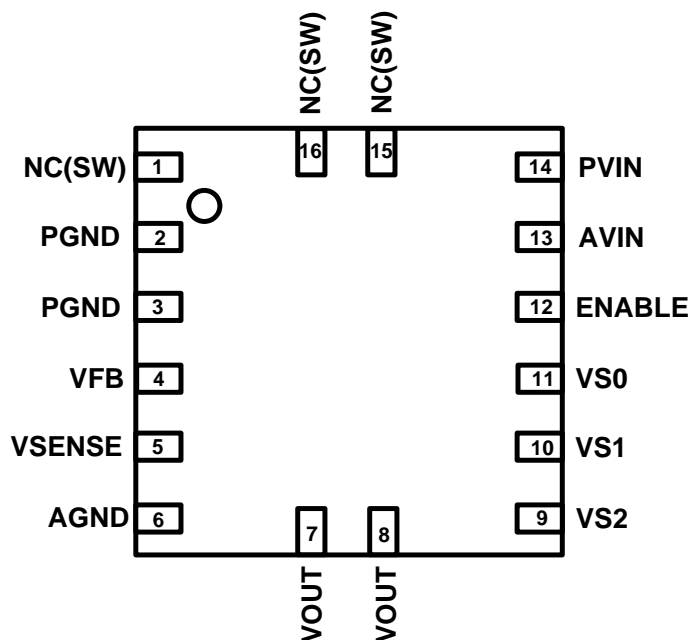 NC(SW) NC(SW)
16 15
NC(SW) 1 14 PVIN
PGND 2 13 AVIN
PGND 3 12 ENABLE
VFB 4 11 VS0
VSENSE 5 10 VS1
AGND 6 9 VS2
7 8
VOUT VOUT